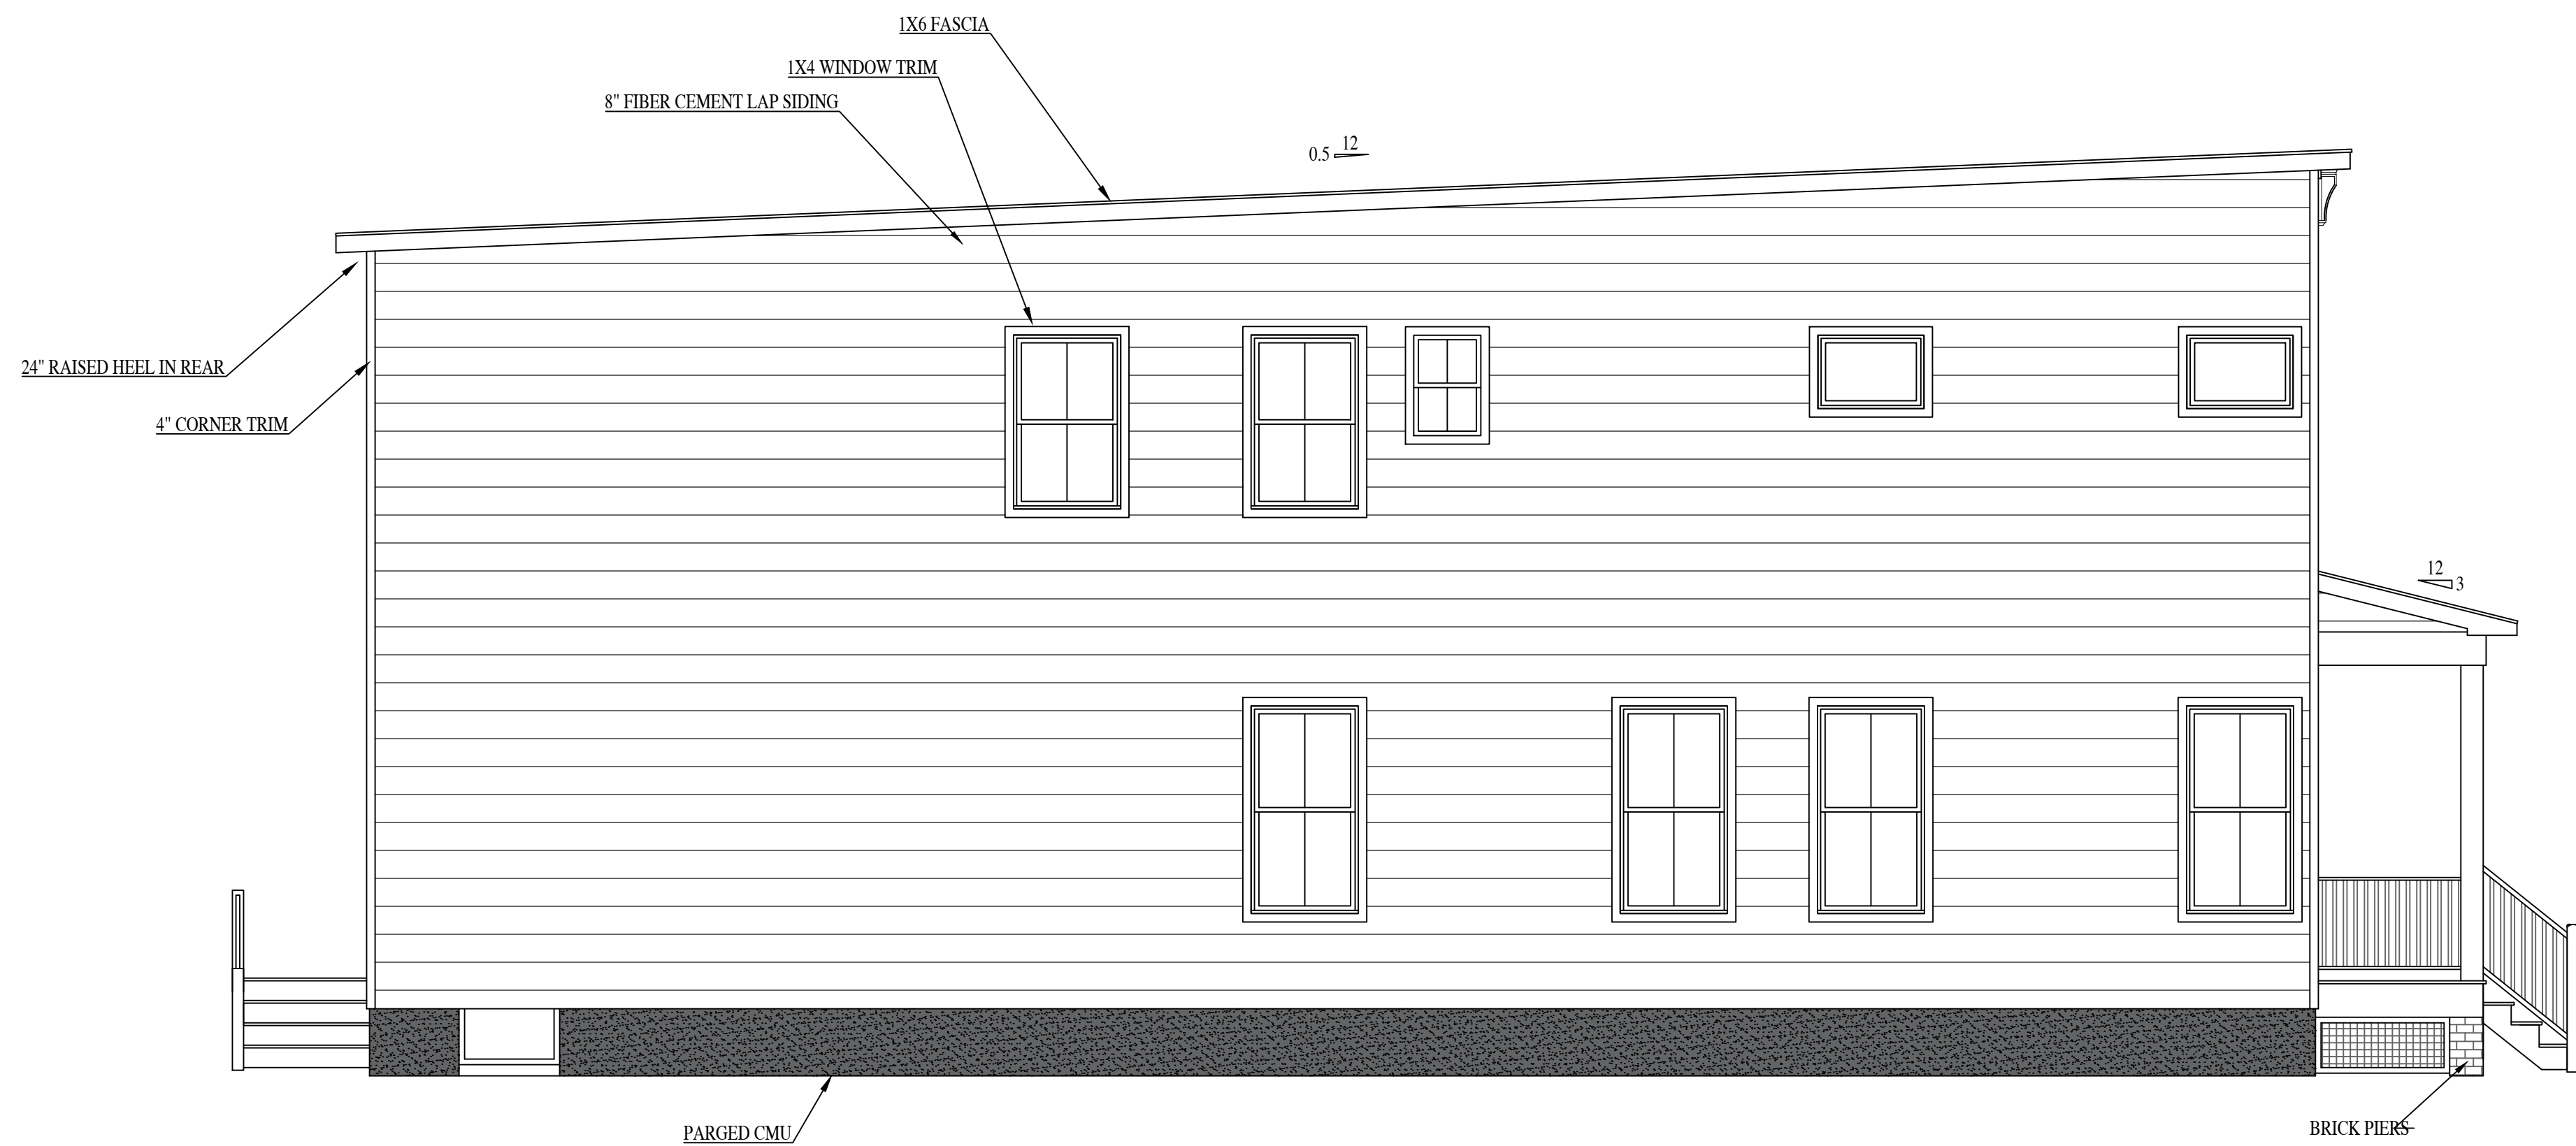 1X6 FASCIA
1X4 WINDOW TRIM
8" FIBER CEMENT LAP SIDING
12
0.5
24" RAISED HEEL IN REAR
4" CORNER TRIM
12
3
PARGED CMU
BRICK PIERS